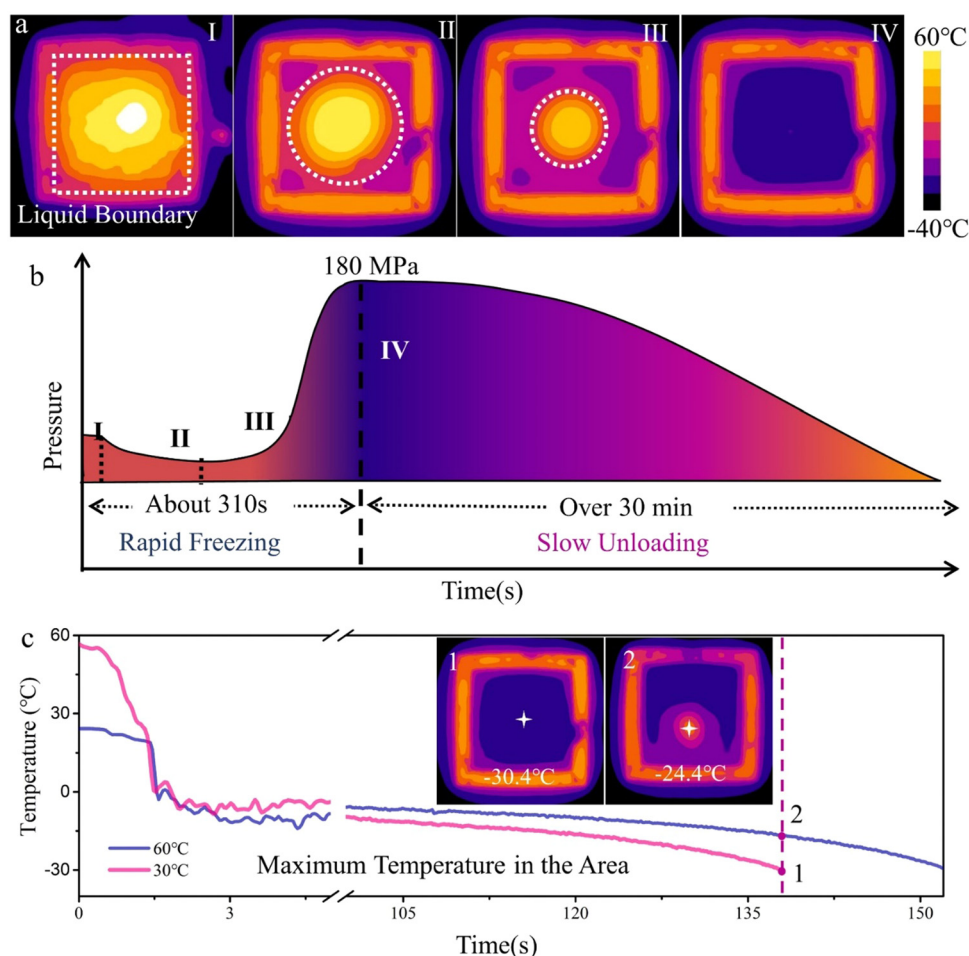 a
I
II
III
IV
60℃
-40℃
Liquid Boundary
b
180 MPa
Pressure
I
II
III
IV
About 310s
Over 30 min
Rapid Freezing
Slow Unloading
Time(s)
c
60
30
0
-30
Temperature (℃)
1
2
-30.4℃
-24.4℃
2
1
60℃
30℃
Maximum Temperature in the Area
0
3
105
120
135
150
Time(s)